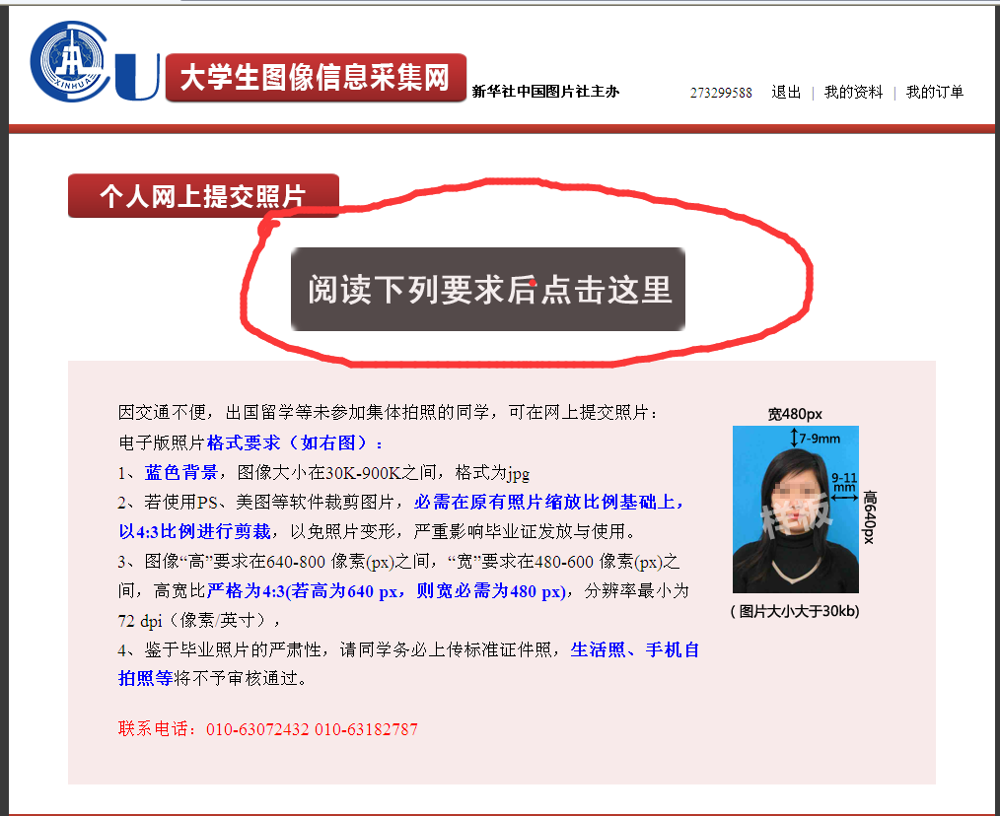 XINHUA
U
大学生图像信息采集网
新华社中国图片社主办
273299588 退出 | 我的资料 | 我的订单
个人网上提交照片
阅读下列要求后点击这里
因交通不便，出国留学等未参加集体拍照的同学，可在网上提交照片：
电子版照片格式要求（如右图）：
1、蓝色背景，图像大小在30K-900K之间，格式为jpg
2、若使用PS、美图等软件裁剪图片，必需在原有照片缩放比例基础上，
以4:3比例进行剪裁，以免照片变形，严重影响毕业证发放与使用。
3、图像“高”要求在640-800 像素(px)之间，“宽”要求在480-600 像素(px)之
间，高宽比严格为4:3(若高为640 px，则宽必需为480 px)，分辨率最小为
72 dpi（像素/英寸），
4、鉴于毕业照片的严肃性，请同学务必上传标准证件照，生活照、手机自
拍照等将不予审核通过。
联系电话：010-63072432 010-63182787
宽480px
7-9mm
9-11
mm
高640px
样板
( 图片大小大于30kb)